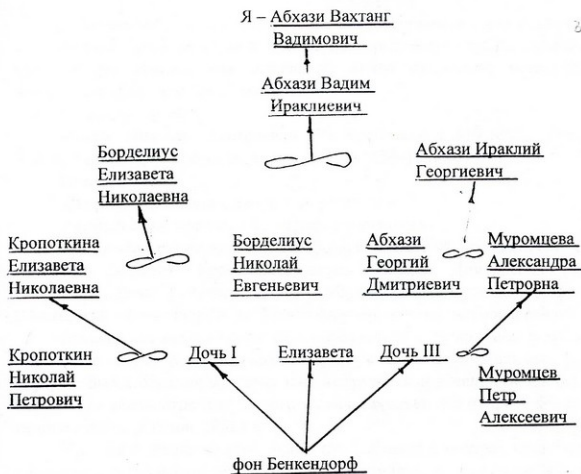 Я – Абхази Вахтанг
Вадимович
Абхази Вадим
Ираклиевич
Борделиус
Елизавета
Николаевна
Абхази Ираклий
Георгиевич
Кропоткина
Елизавета
Николаевна
Борделиус
Николай
Евгеньевич
Абхази
Георгий
Дмитриевич
Муромцева
Александра
Петровна
Кропоткин
Николай
Петрович
Дочь I
Елизавета
Дочь III
Муромцев
Петр
Алексеевич
фон Бенкендорф